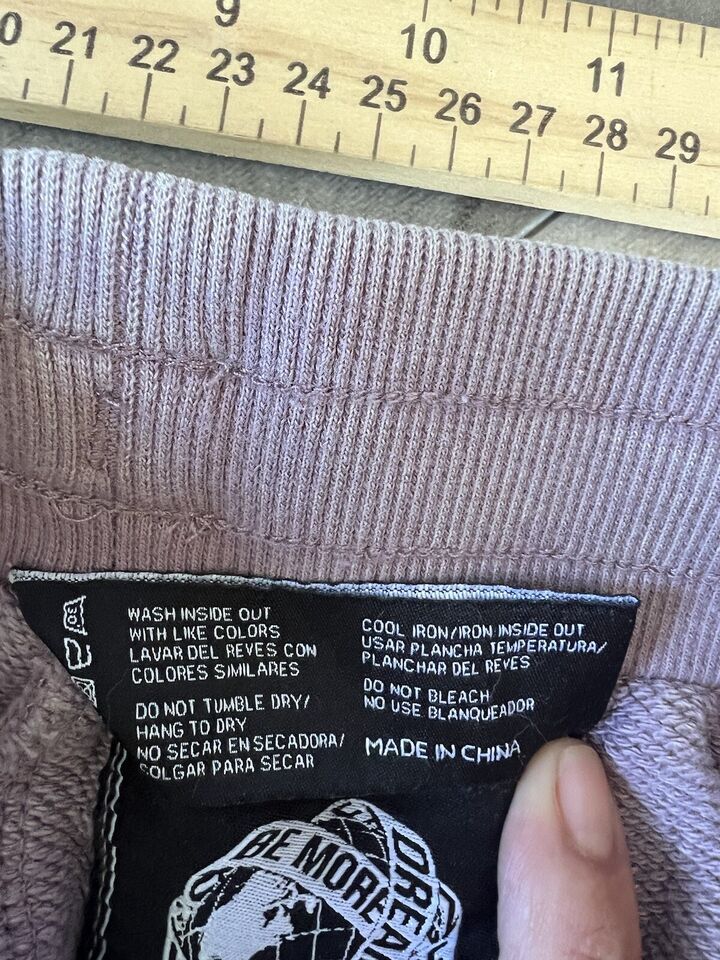 9 10 11
0 21 22 23 24 25 26 27 28 29
WASH INSIDE OUT
WITH LIKE COLORS
LAVAR DEL REVES CON
COLORES SIMILARES
DO NOT TUMBLE DRY/
HANG TO DRY
NO SECAR EN SECADORA/
COLGAR PARA SECAR
COOL IRON/IRON INSIDE OUT
USAR PLANCHA TEMPERATURA/
PLANCHAR DEL REVES
DO NOT BLEACH
NO USE BLANQUEADOR
MADE IN CHINA
BE MORE
DREA